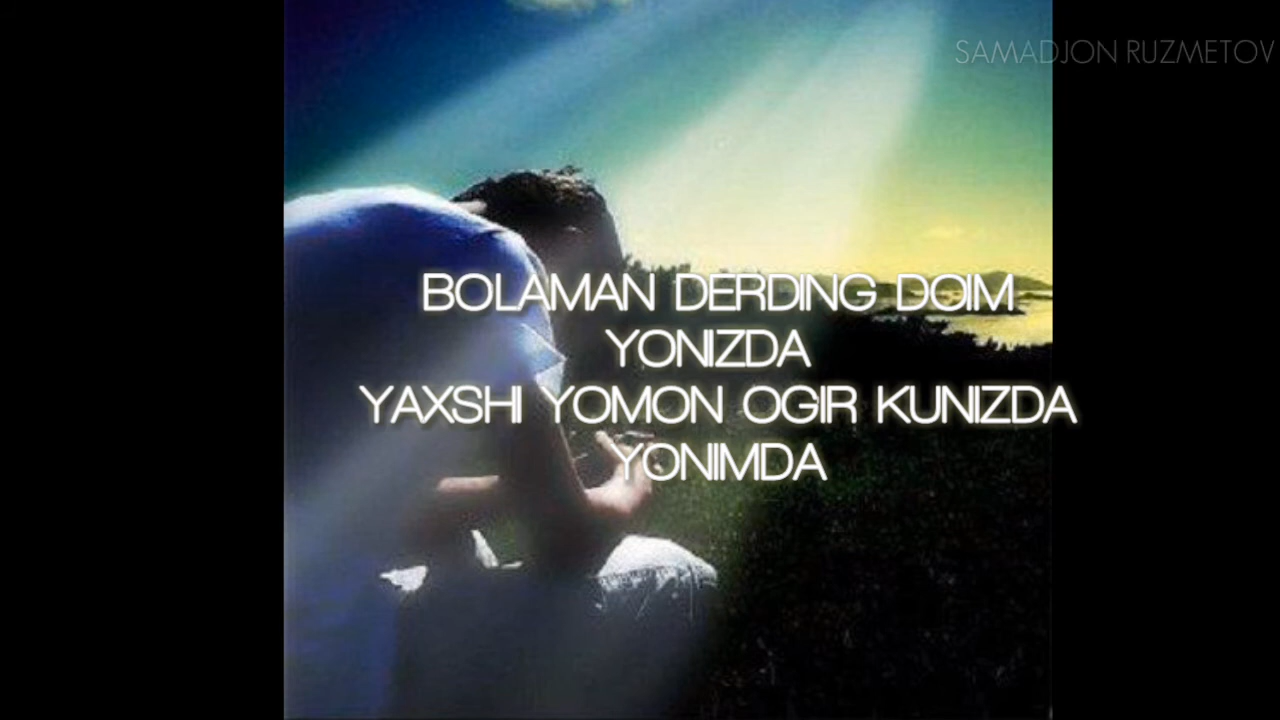 SAMADJON RUZMETOV
BOLAMAN DERDING DOIM
YONIZDA
YAXSHI YOMON OGIR KUNIZDA
YONIMDA